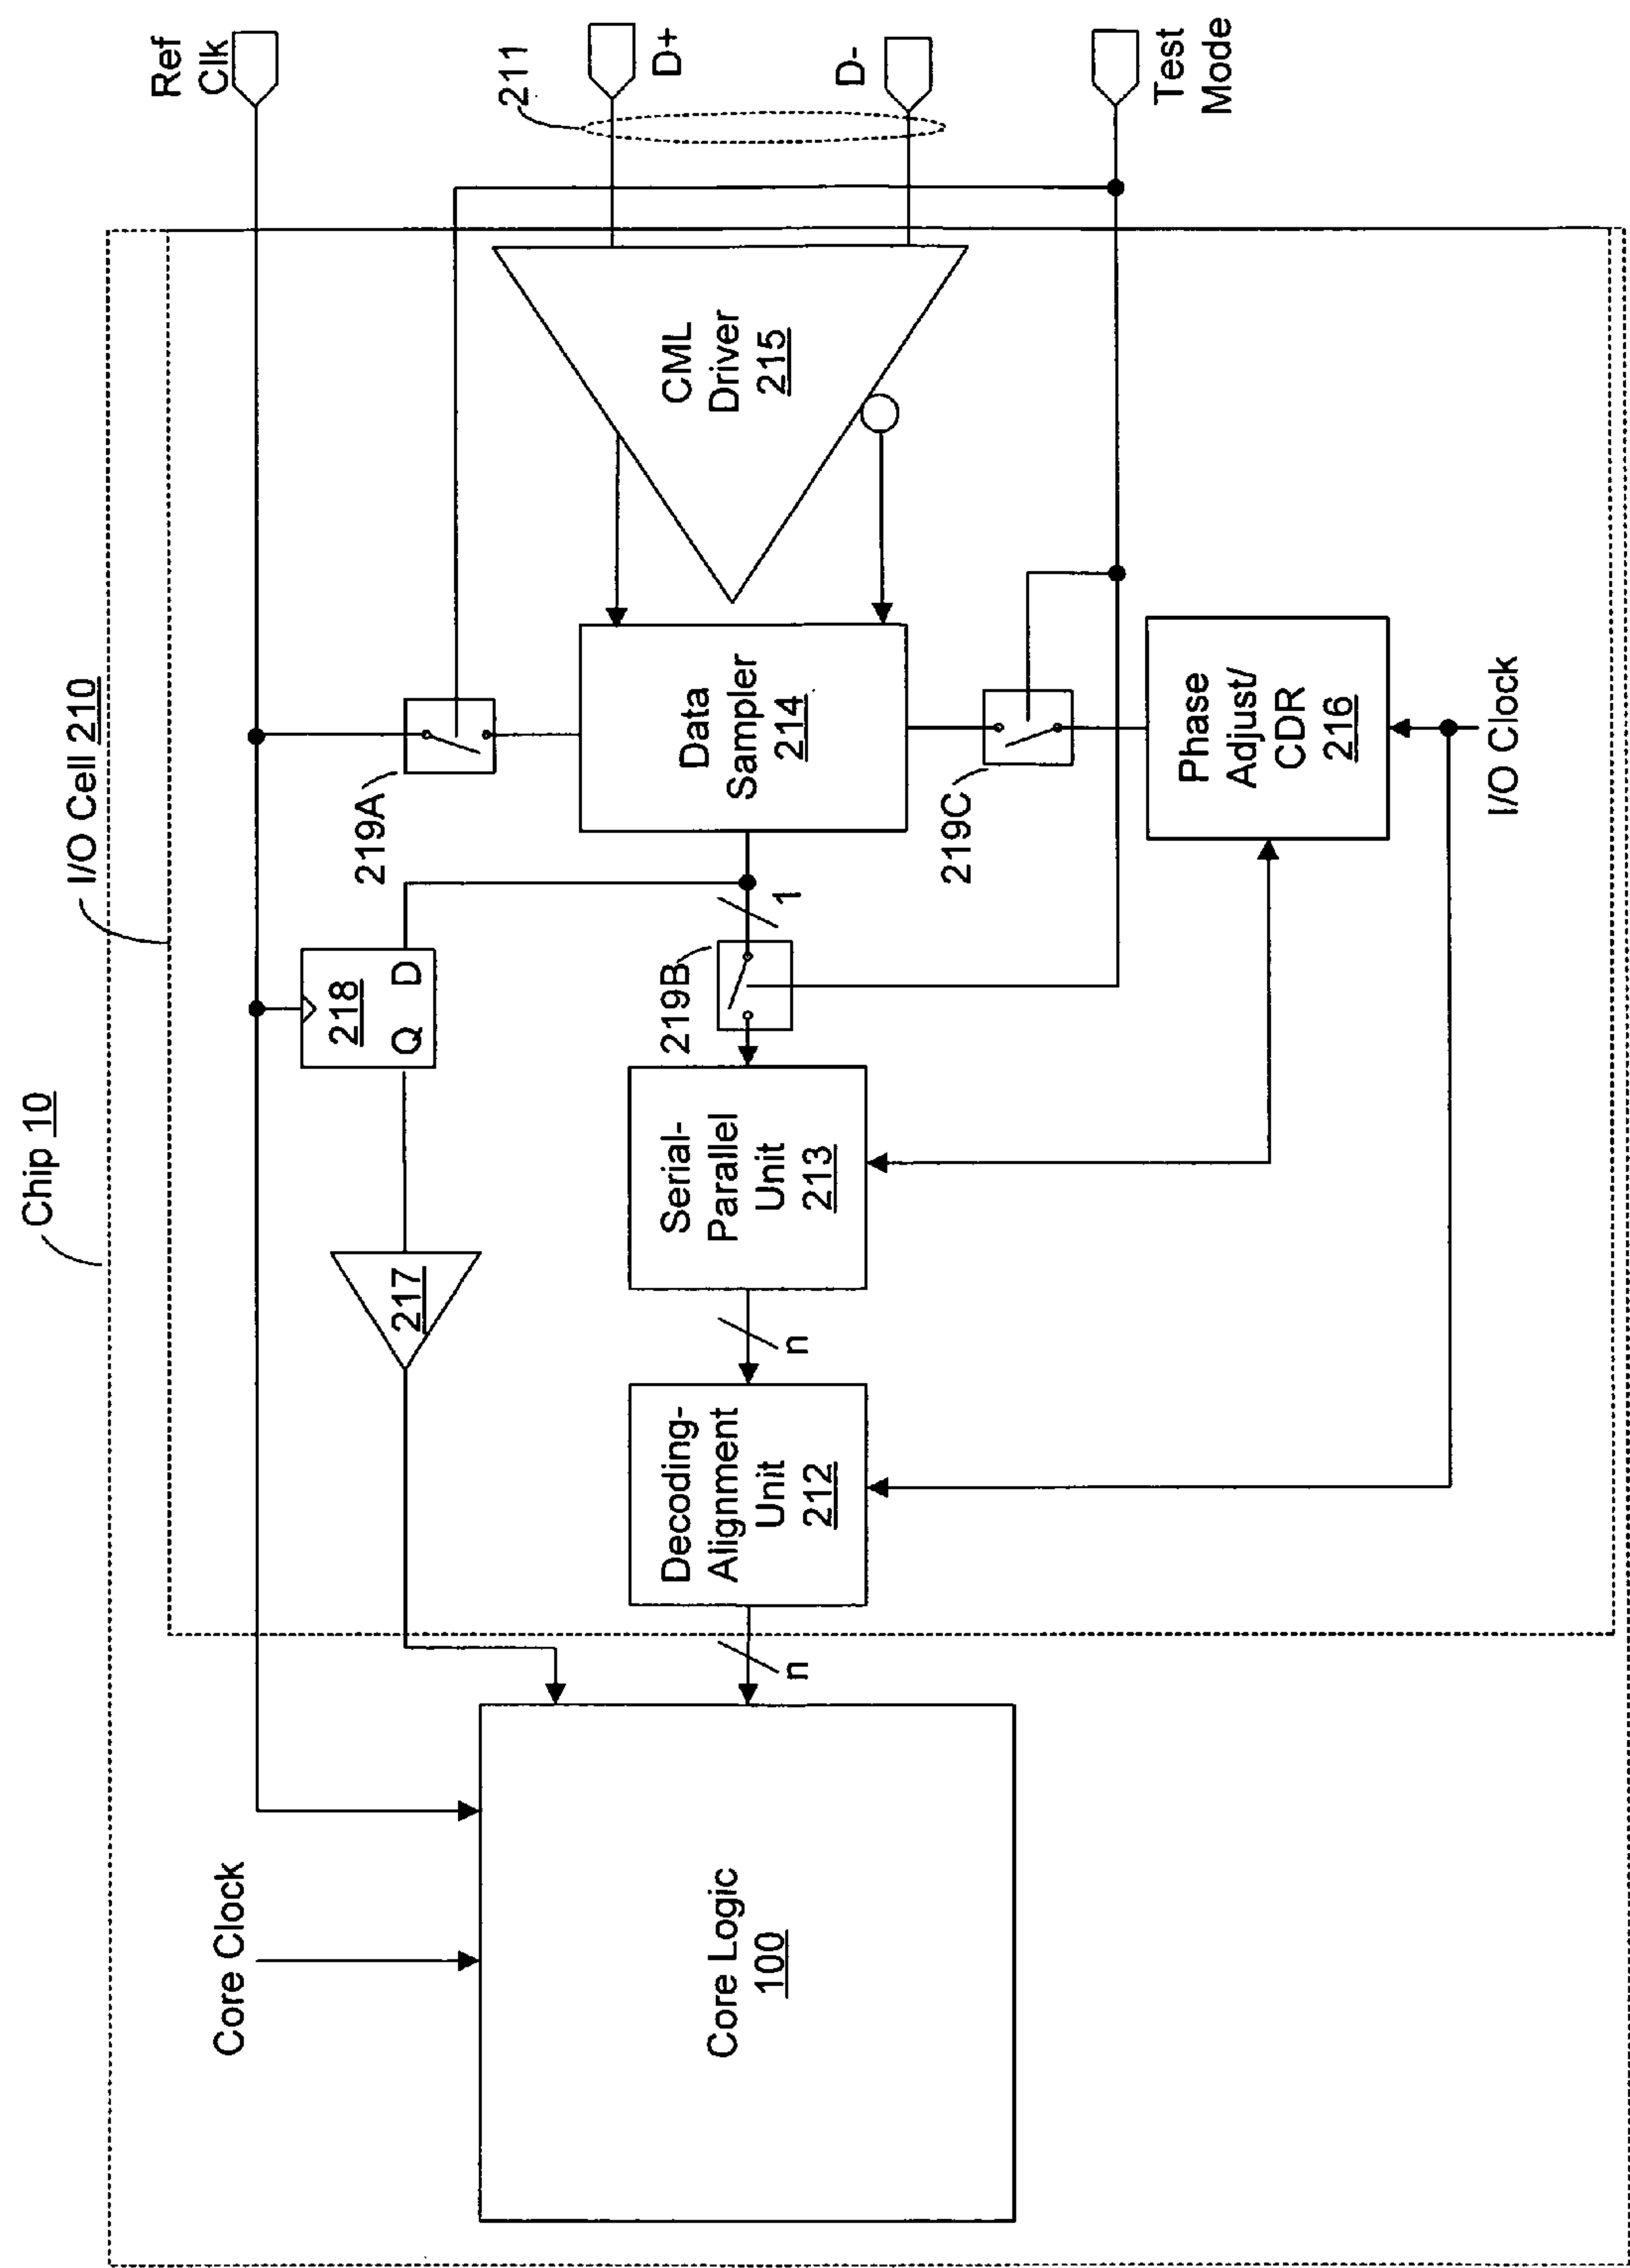 Chip 10
I/O Cell 210
Core Clock
Ref
Clk
Core Logic
100
217
218
Q D
219A
211
D+
D-
Decoding-
Alignment
Unit
212
n
n
Serial-
Parallel
Unit
213
219B
1
Data
Sampler
214
CML
Driver
215
219C
Phase
Adjust/
CDR
216
I/O Clock
Test
Mode